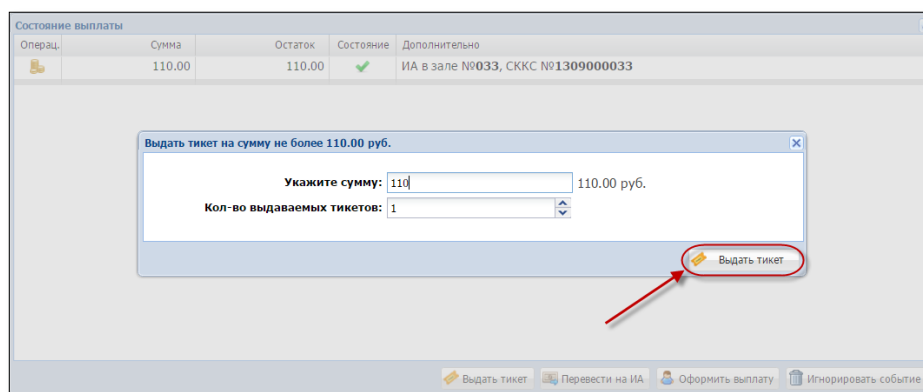 Состояние выплаты
Операц. Сумма Остаток Состояние Дополнительно
110.00 110.00 ИА в зале №033, СККС №1309000033
Выдать тикет на сумму не более 110.00 руб.
Укажите сумму: 110 110.00 руб.
Кол-во выдаваемых тикетов: 1
Выдать тикет
Выдать тикет Перевести на ИА Оформить выплату Игнорировать событие